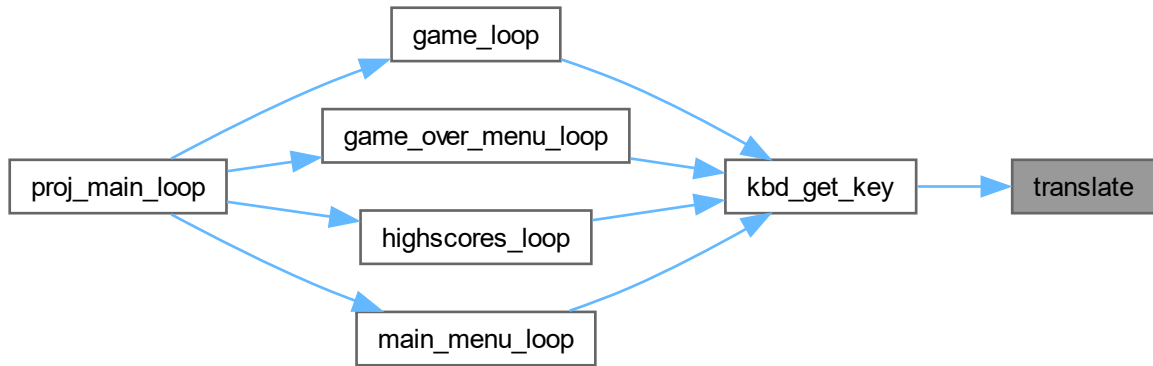 game_loop
game_over_menu_loop
proj_main_loop
kbd_get_key
translate
highscores_loop
main_menu_loop